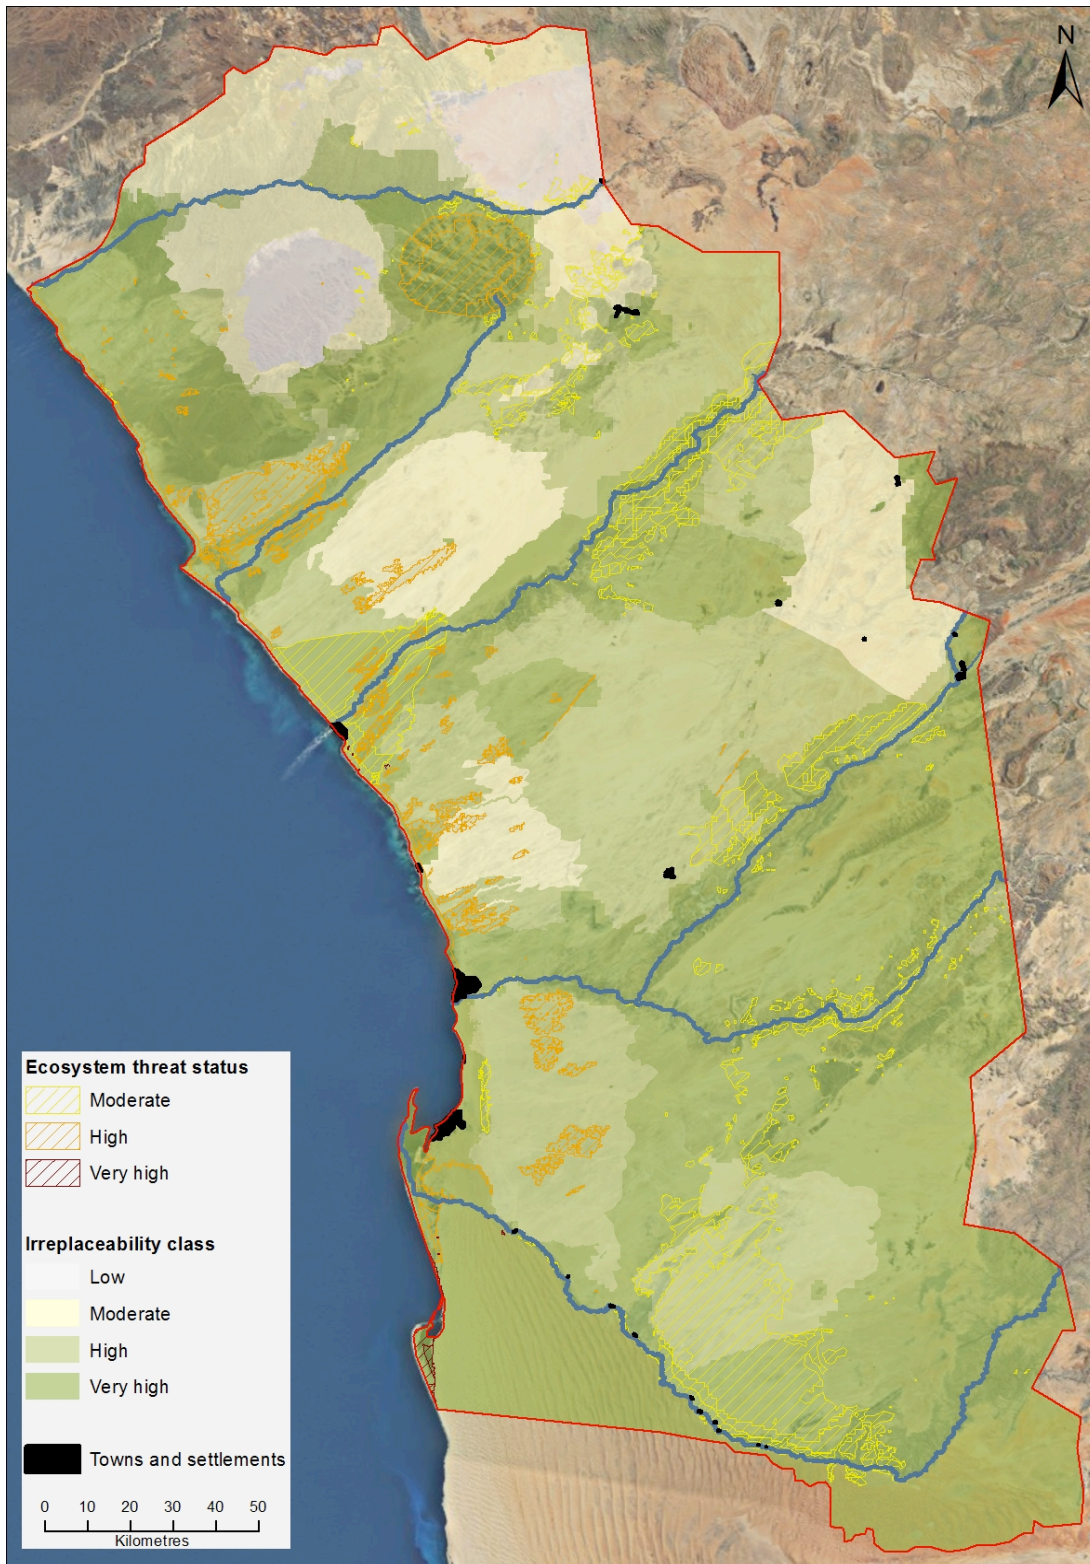 N
Ecosystem threat status
Moderate
High
Very high
Irreplaceability class
Low
Moderate
High
Very high
Towns and settlements
0 10 20 30 40 50
Kilometres